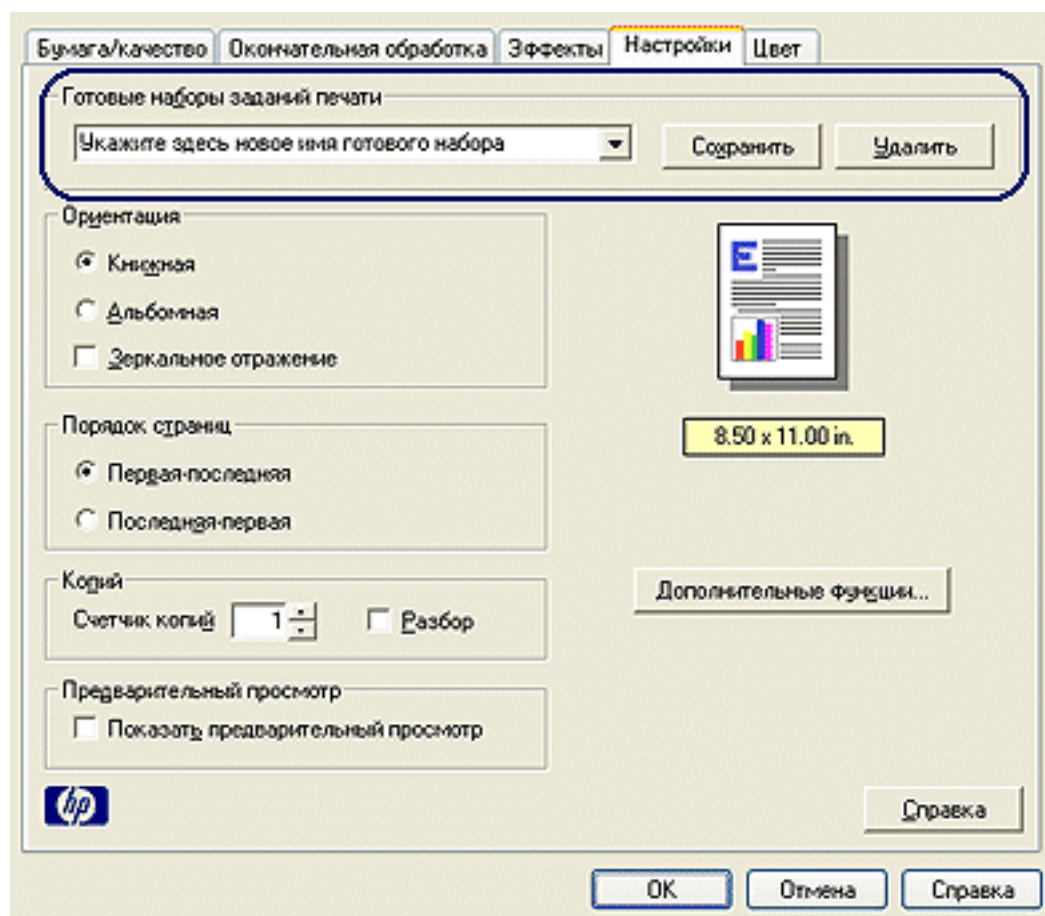 Бумага/качество Окончательная обработка Эффекты Настройки Цвет
Готовые наборы заданий печати
Укажите здесь новое имя готового набора Сохранить Удалить
Ориентация
Книжная
Альбомная
Зеркальное отражение
E
8.50 x 11.00 in.
Порядок страниц
Первая-последняя
Последняя-первая
Копий
Счетчик копий 1 Разбор
Дополнительные функции...
Предварительный просмотр
Показать предварительный просмотр
hp
Справка
OK Отмена Справка